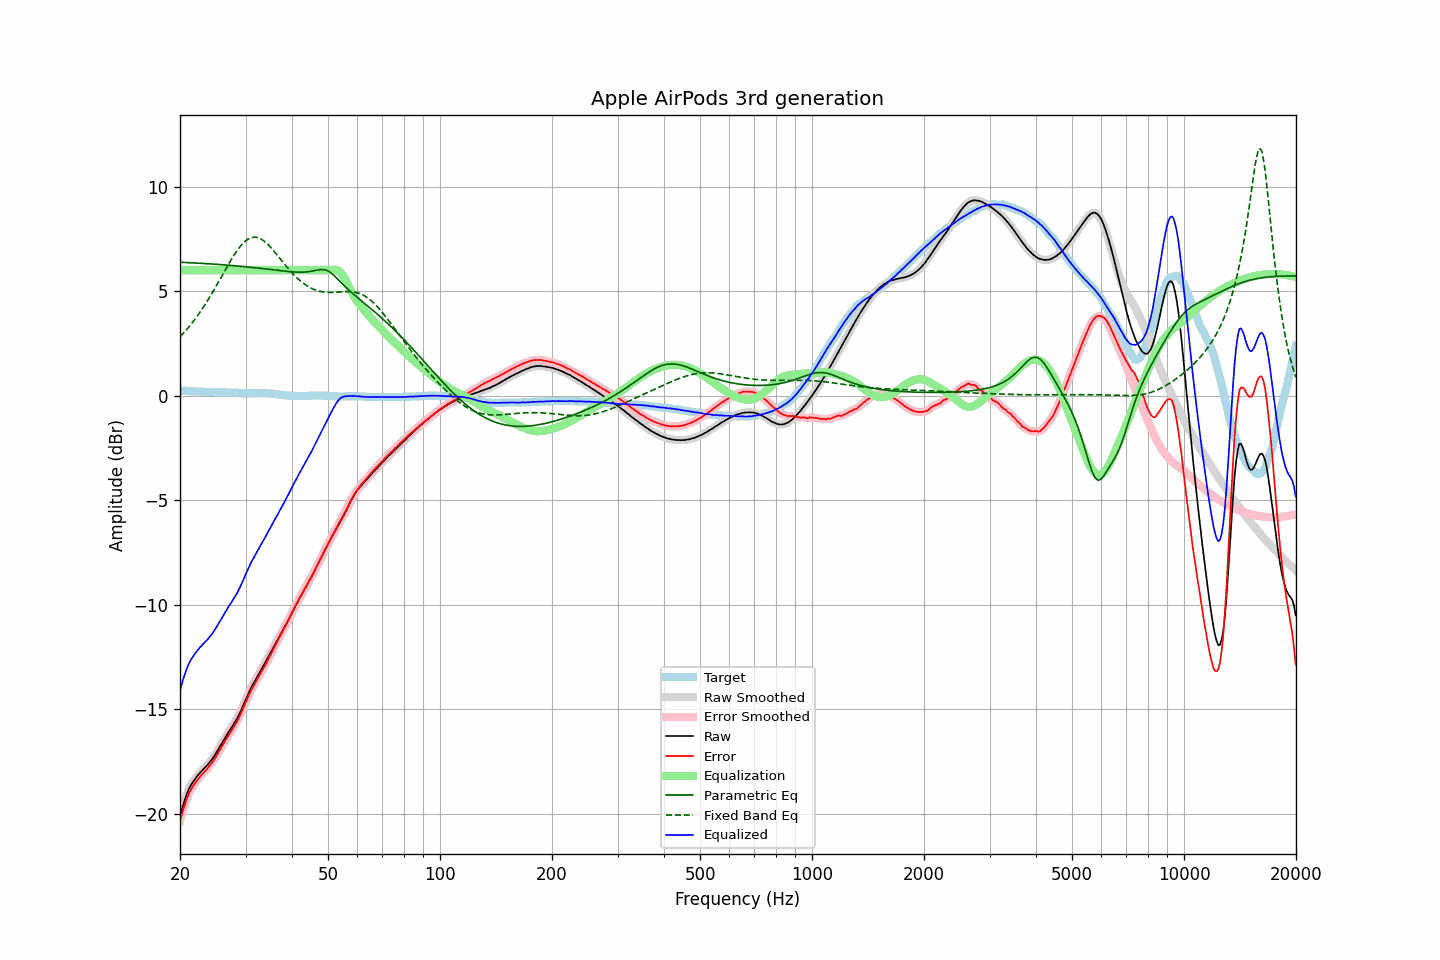 Apple AirPods 3rd generation
Amplitude (dBr)
10
5
0
−5
−10
−15
−20
Target
Raw Smoothed
Error Smoothed
Raw
Error
Equalization
Parametric Eq
Fixed Band Eq
Equalized
20 50 100 200 500 1000 2000 5000 10000 20000
Frequency (Hz)